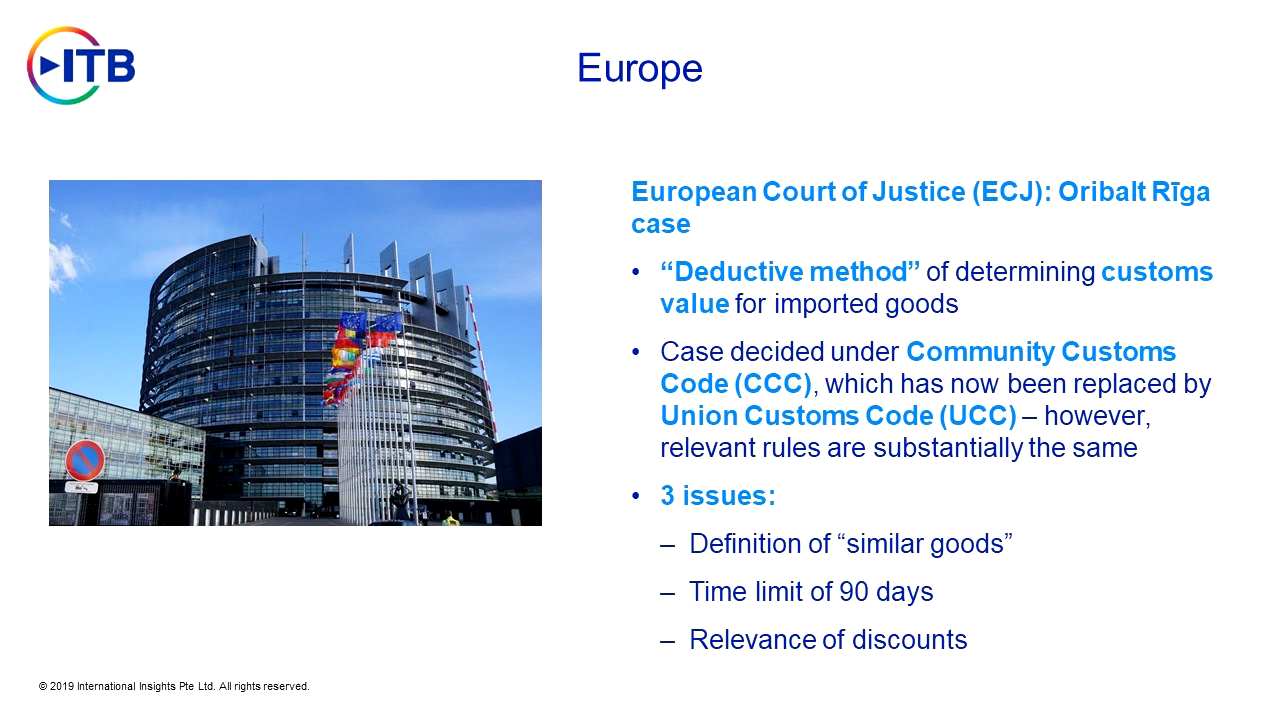 ITB
Europe
European Court of Justice (ECJ): Oribalt Rīga
case
• “Deductive method” of determining customs
value for imported goods
• Case decided under Community Customs
Code (CCC), which has now been replaced by
Union Customs Code (UCC) – however,
relevant rules are substantially the same
• 3 issues:
– Definition of “similar goods”
– Time limit of 90 days
– Relevance of discounts
© 2019 International Insights Pte Ltd. All rights reserved.